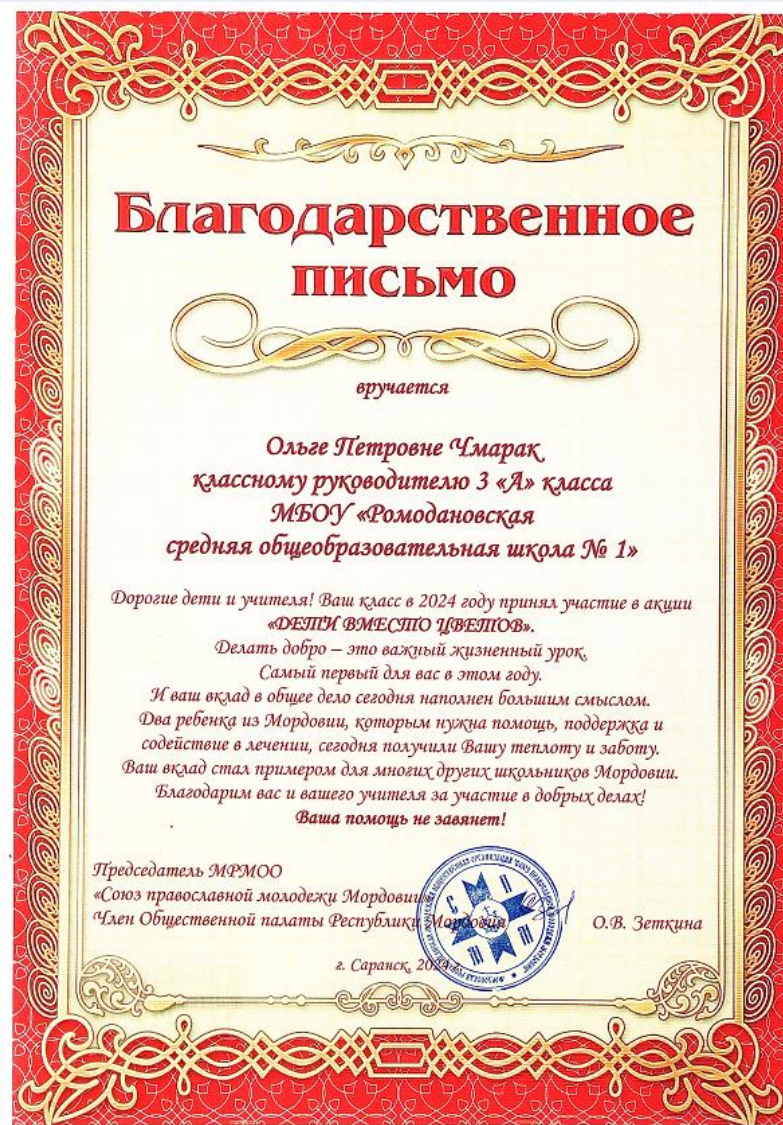 Благодарственное
письмо
вручается
Ольге Петровне Чмарак
классному руководителю 3 «А» класса
МБОУ «Ромодановская
средняя общеобразовательная школа № 1»
Дорогие дети и учителя! Ваш класс в 2024 году принял участие в акции
«ДЕТИ ВМЕСТО ЦВЕТОВ».
Делать добро – это важный жизненный урок.
Самый первый для вас в этом году.
И ваш вклад в общее дело сегодня наполнен большим смыслом.
Два ребенка из Мордовии, которым нужна помощь, поддержка и
содействие в лечении, сегодня получили Вашу теплоту и заботу.
Ваш вклад стал примером для многих других школьников Мордовии.
Благодарим вас и вашего учителя за участие в добрых делах!
Ваша помощь не завянет!
Председатель МРМОО
«Союз православной молодежи Мордовии»
Член Общественной палаты Республики Мордовия
О.В. Зеткина
г. Саранск, 2024 г.
С П
М М